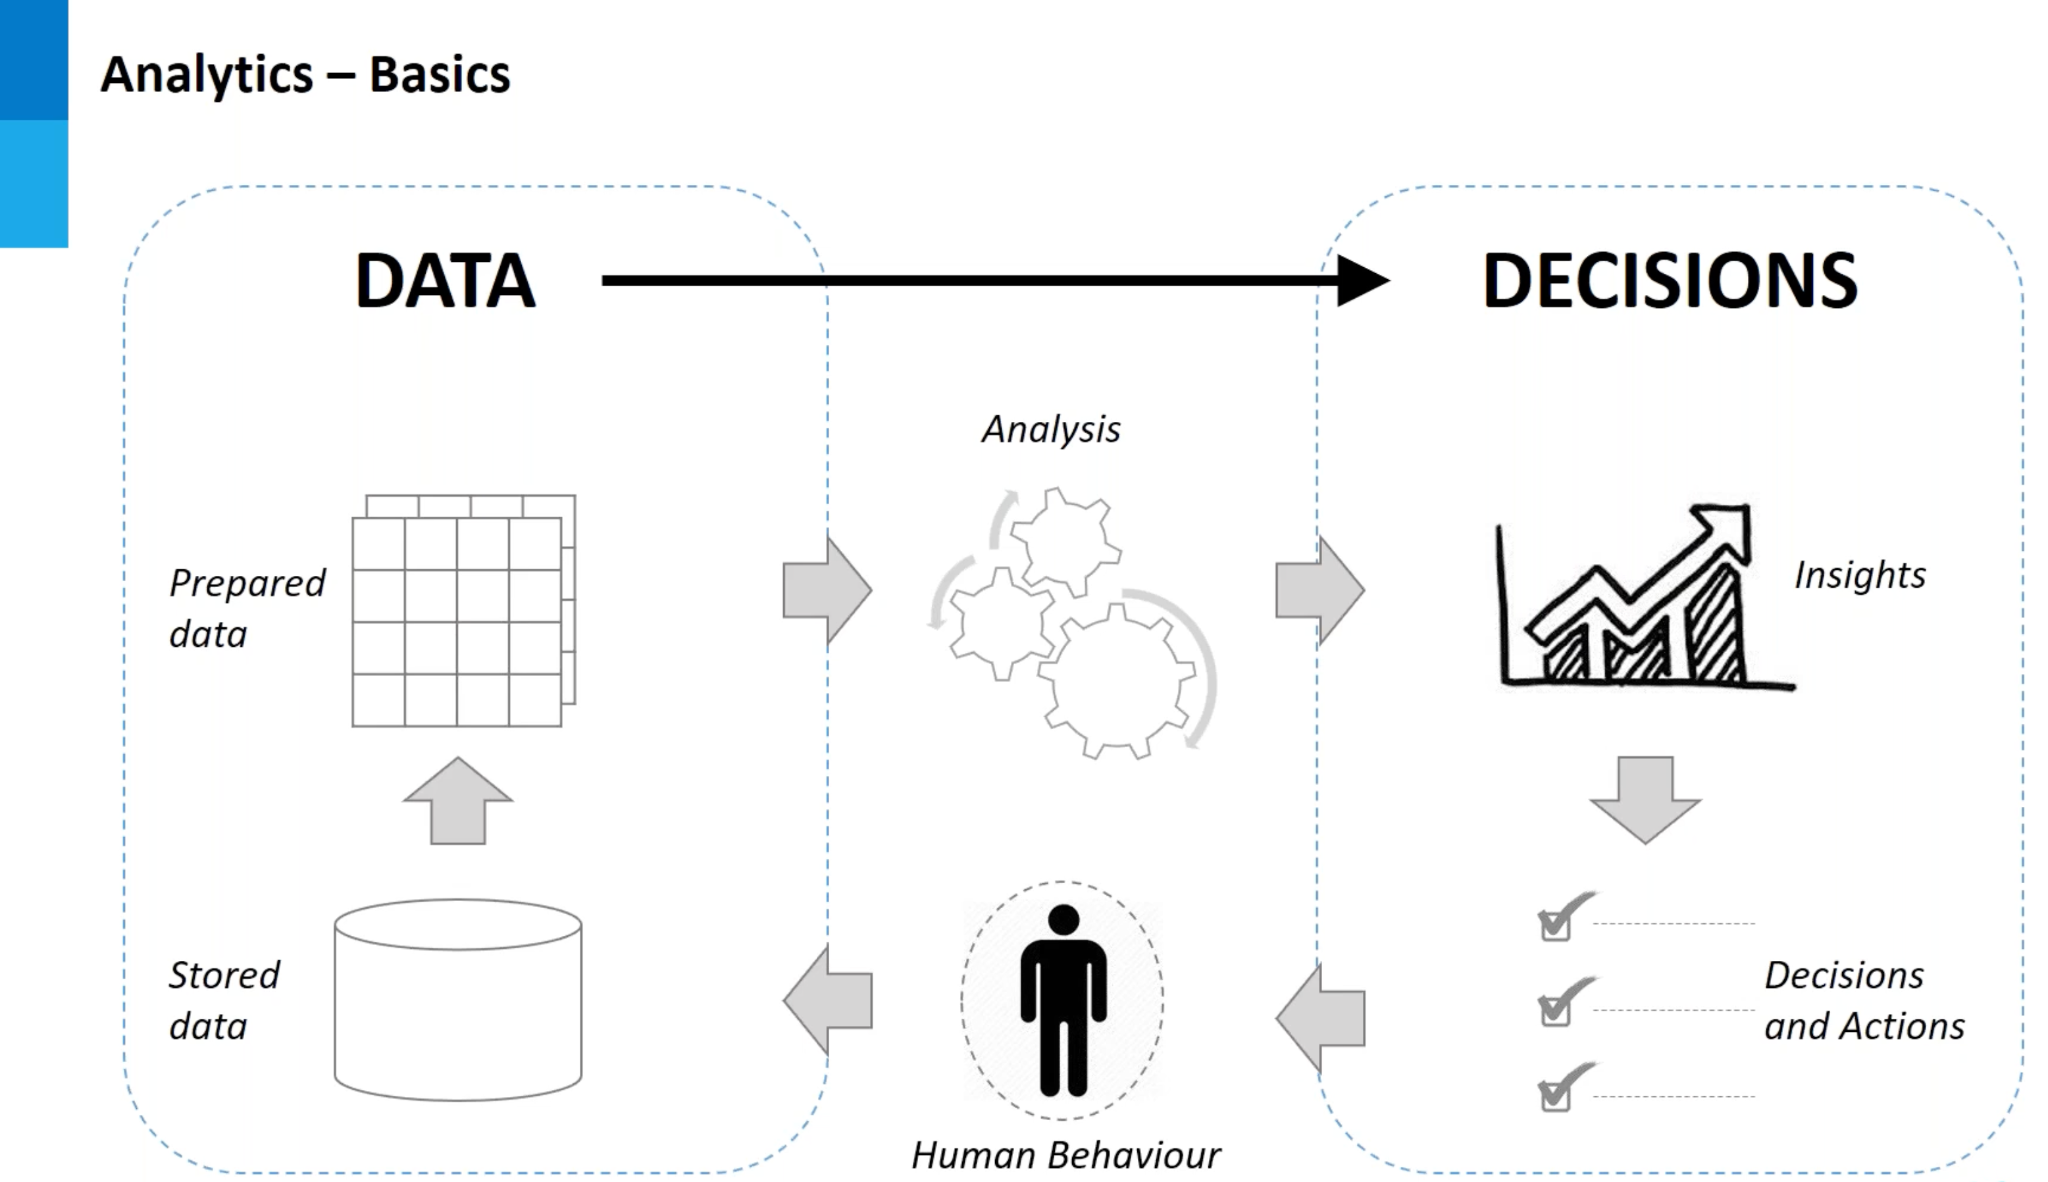 Analytics – Basics
DATA
DECISIONS
Analysis
Prepared
data
Insights
Stored
data
Decisions
and Actions
Human Behaviour